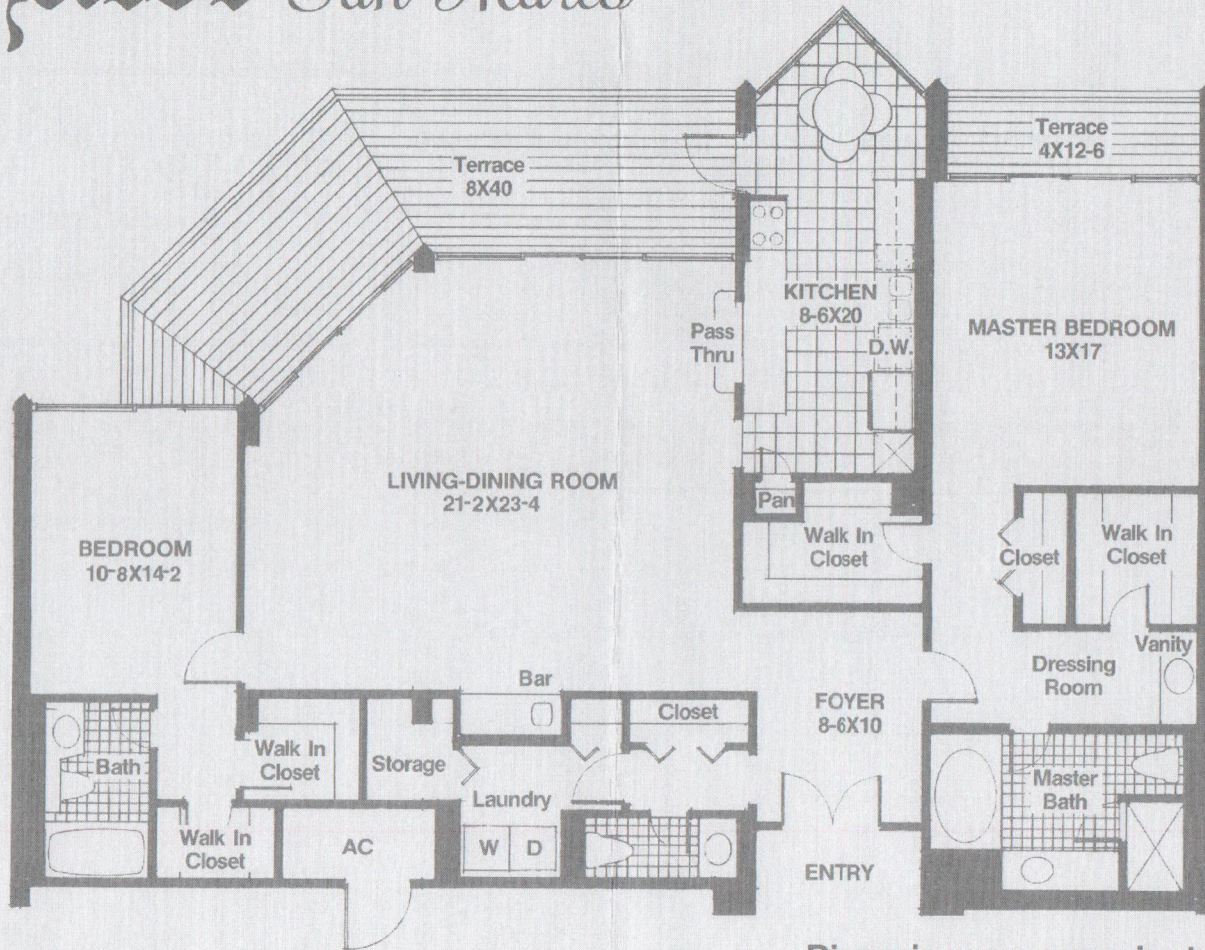 San Marco
Terrace
4X12-6
Terrace
8X40
KITCHEN
8-6X20
Pass
Thru
D.W.
MASTER BEDROOM
13X17
LIVING-DINING ROOM
21-2X23-4
Pan
Walk In
Closet
Closet
Walk In
Closet
BEDROOM
10-8X14-2
Vanity
Dressing
Room
Bar
FOYER
8-6X10
Closet
Walk In
Closet
Storage
Bath
Laundry
Master
Bath
Walk In
Closet
AC
W
D
ENTRY